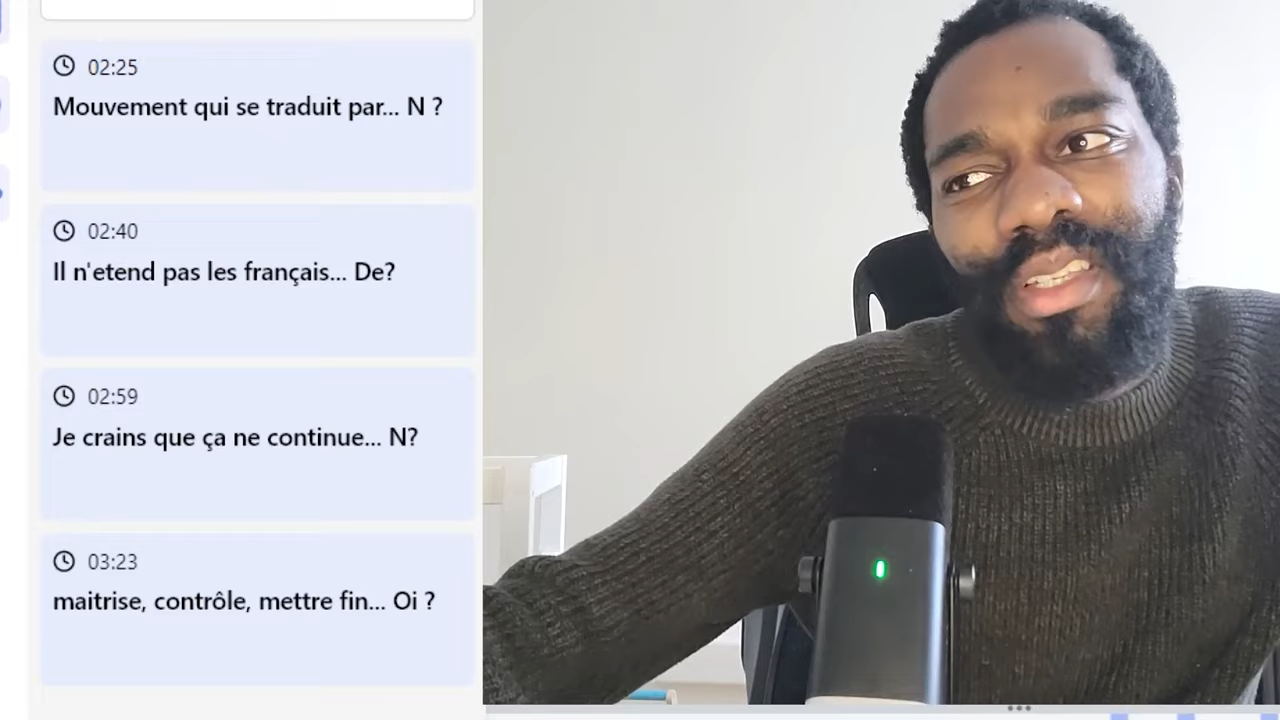 02:25
Mouvement qui se traduit par... N ?
02:40
Il n'etend pas les français... De?
02:59
Je crains que ça ne continue... N?
03:23
maitrise, contrôle, mettre fin... Oi ?